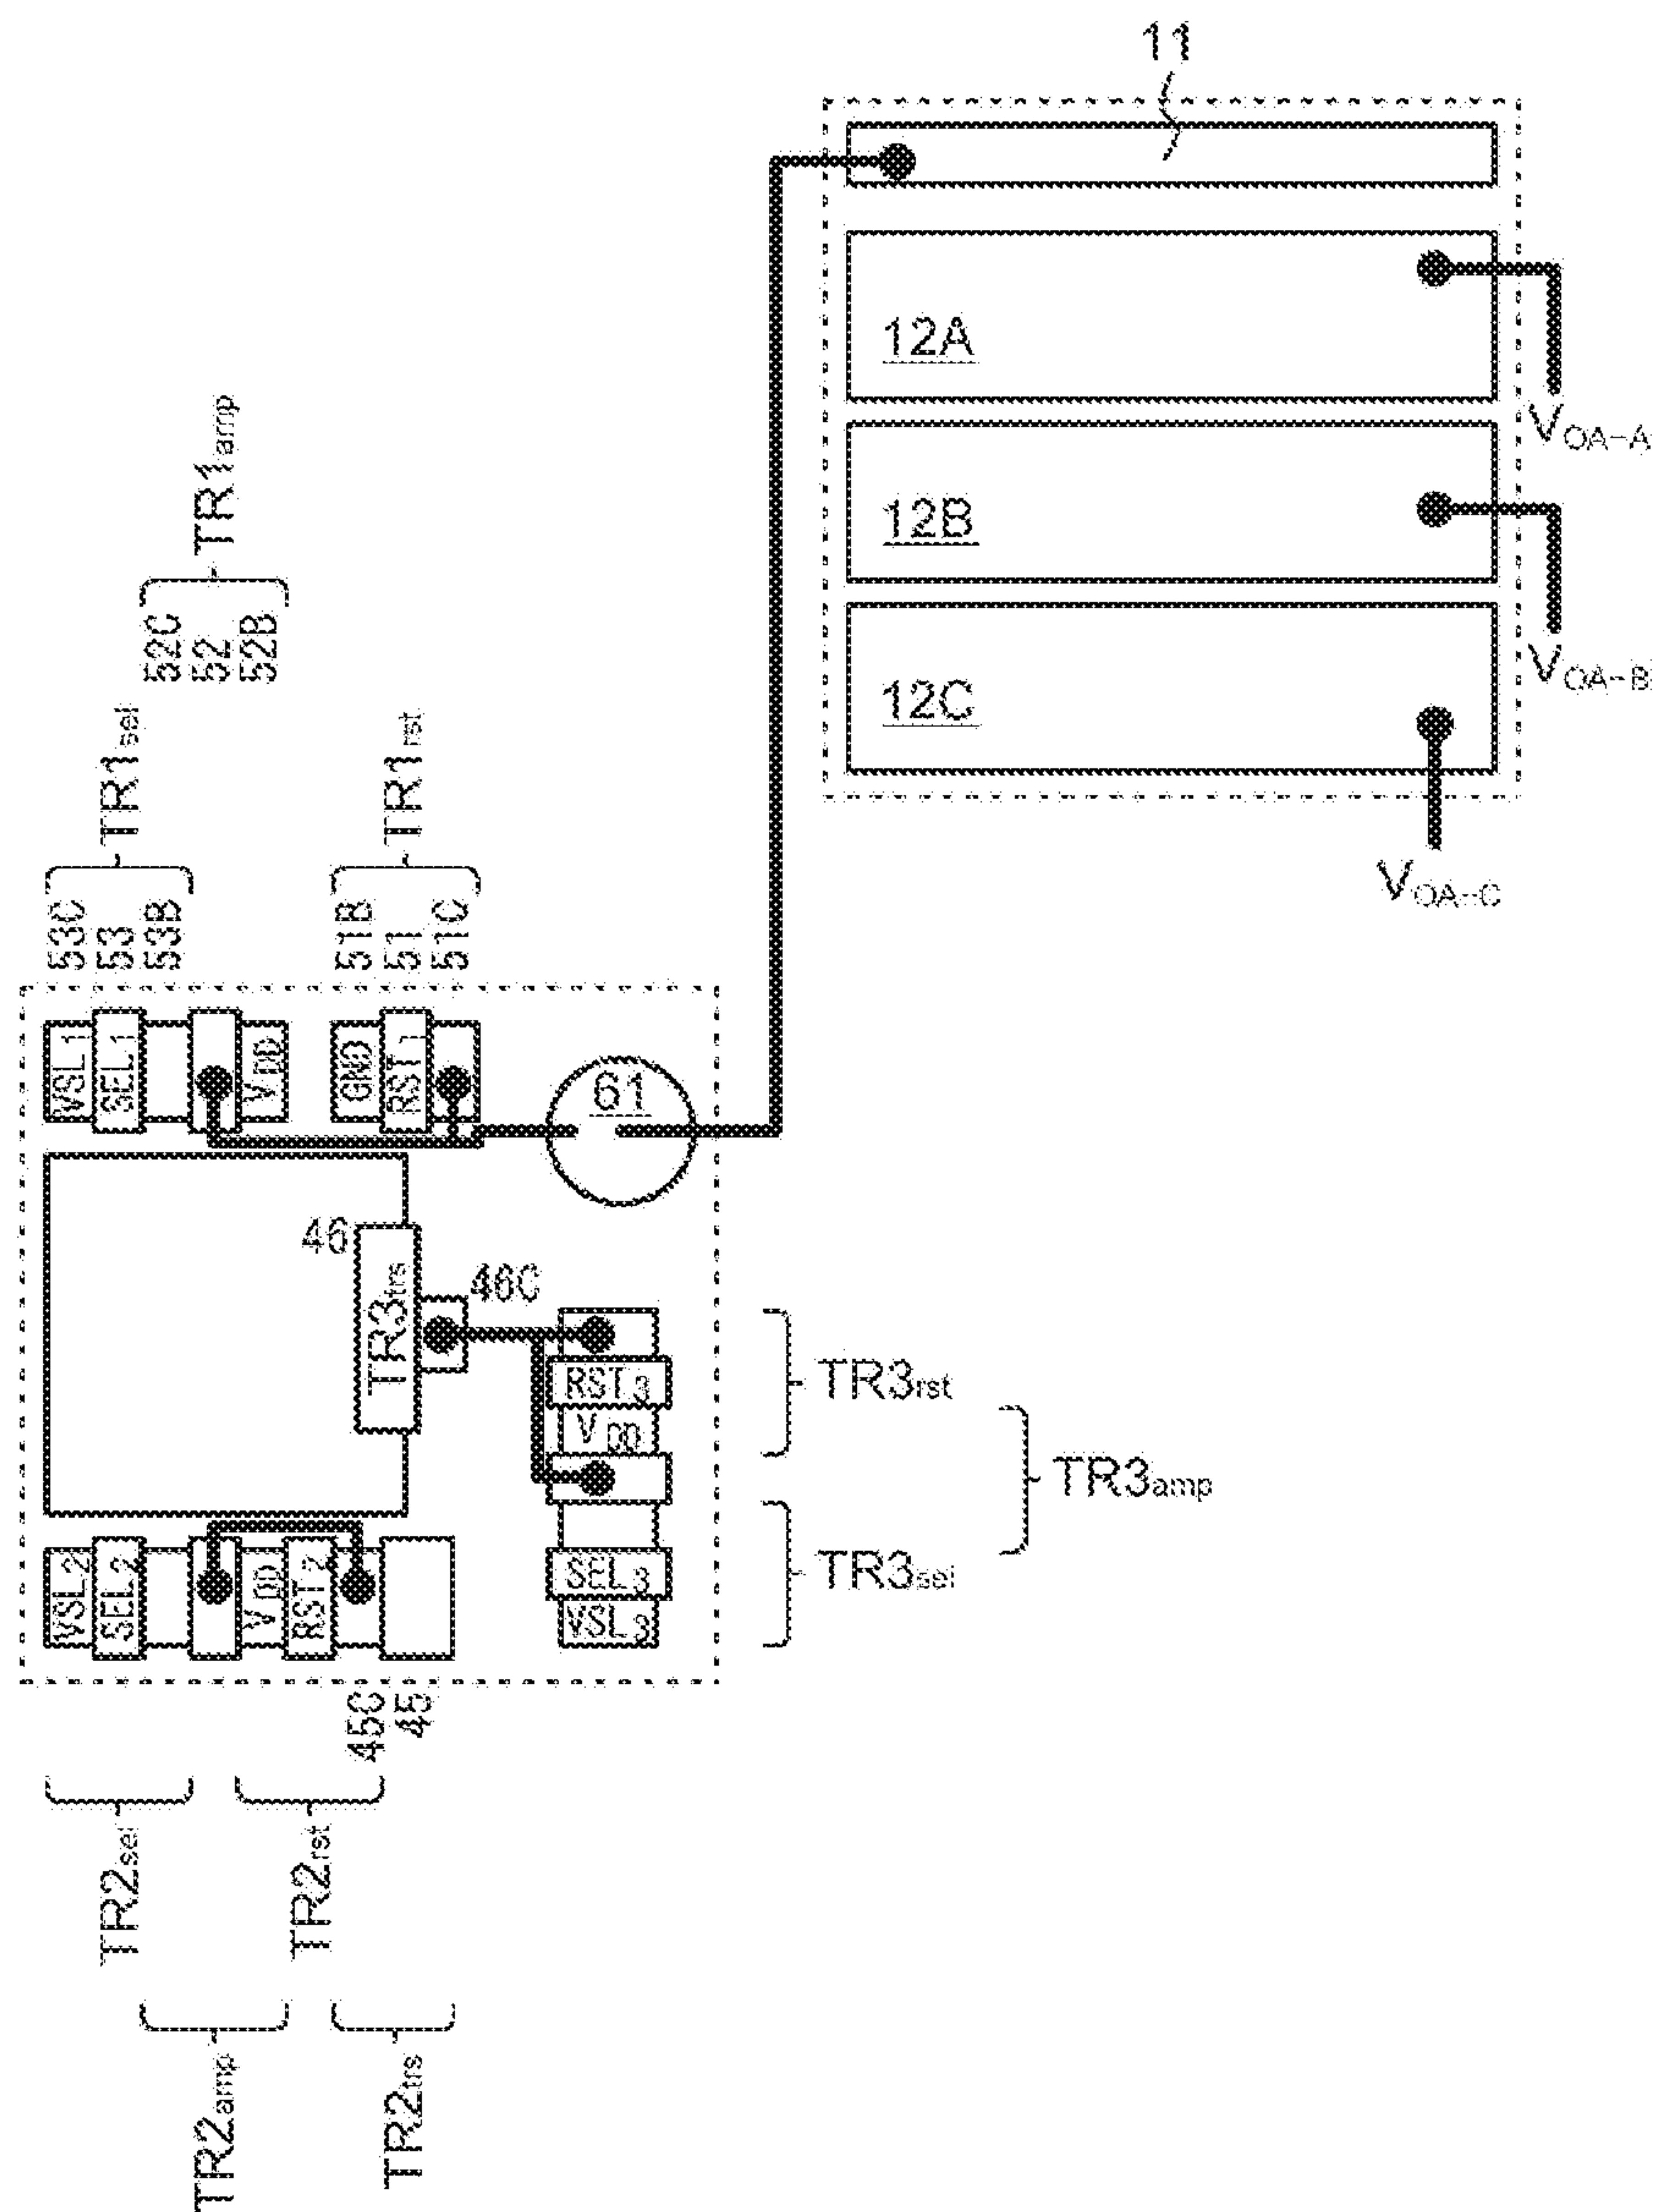 11
12A
V_OA-A
12B
V_OA-B
12C
V_OA-C
TR1amp
52C
52
52B
TR1sel
53C
53
53B
TR1rst
51B
51
51C
VSL1
SEL1
VDD
GND
RST1
61
46
TR3trs
46C
RST3
VDD
SEL3
VSL3
TR3rst
TR3amp
TR3sel
VSL2
SEL2
VDD
RST2
45C
45
TR2sel
TR2rst
TR2amp
TR2trs